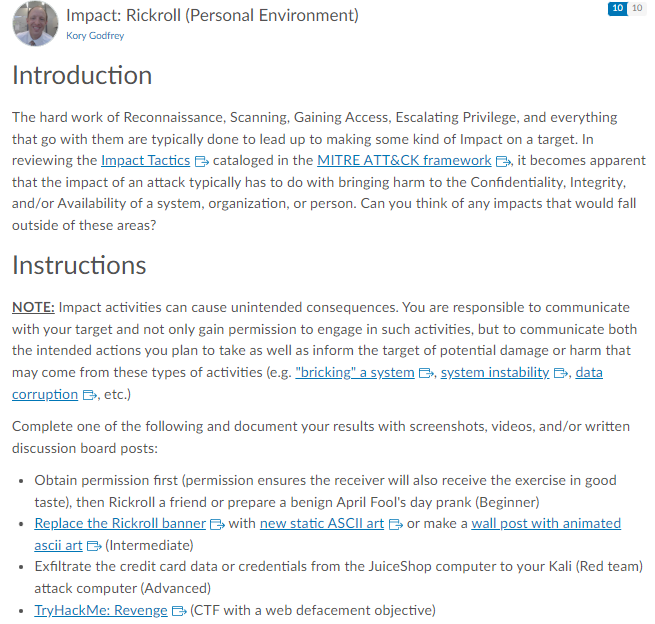 Impact: Rickroll (Personal Environment)
10 10
Kory Godfrey
Introduction
The hard work of Reconnaissance, Scanning, Gaining Access, Escalating Privilege, and everything
that go with them are typically done to lead up to making some kind of Impact on a target. In
reviewing the Impact Tactics cataloged in the MITRE ATT&CK framework, it becomes apparent
that the impact of an attack typically has to do with bringing harm to the Confidentiality, Integrity,
and/or Availability of a system, organization, or person. Can you think of any impacts that would fall
outside of these areas?
Instructions
NOTE: Impact activities can cause unintended consequences. You are responsible to communicate
with your target and not only gain permission to engage in such activities, but to communicate both
the intended actions you plan to take as well as inform the target of potential damage or harm that
may come from these types of activities (e.g. "bricking" a system, system instability, data
corruption, etc.)
Complete one of the following and document your results with screenshots, videos, and/or written
discussion board posts:
• Obtain permission first (permission ensures the receiver will also receive the exercise in good
taste), then Rickroll a friend or prepare a benign April Fool's day prank (Beginner)
• Replace the Rickroll banner with new static ASCII art or make a wall post with animated
ascii art (Intermediate)
• Exfiltrate the credit card data or credentials from the JuiceShop computer to your Kali (Red team)
attack computer (Advanced)
• TryHackMe: Revenge (CTF with a web defacement objective)